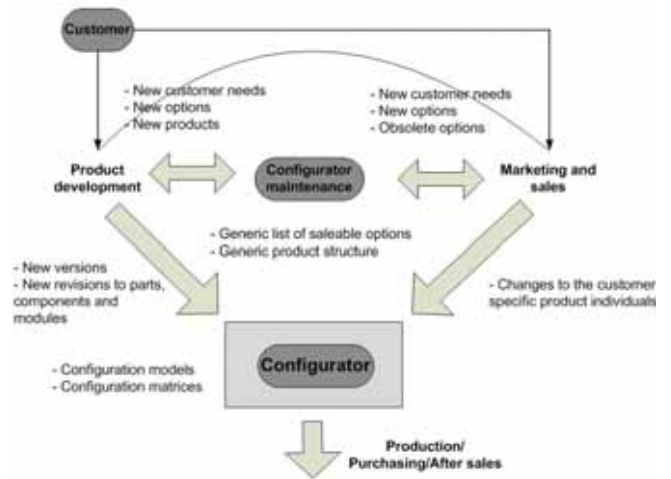 Customer
- New customer needs
- New options
- New products
- New customer needs
- New options
- Obsolete options
Product
development
Configurator
maintenance
Marketing and
sales
- Generic list of saleable options
- Generic product structure
- New versions
- New revisions to parts,
components and
modules
- Changes to the customer
specific product individuals
Configurator
- Configuration models
- Configuration matrices
Production/
Purchasing/After sales